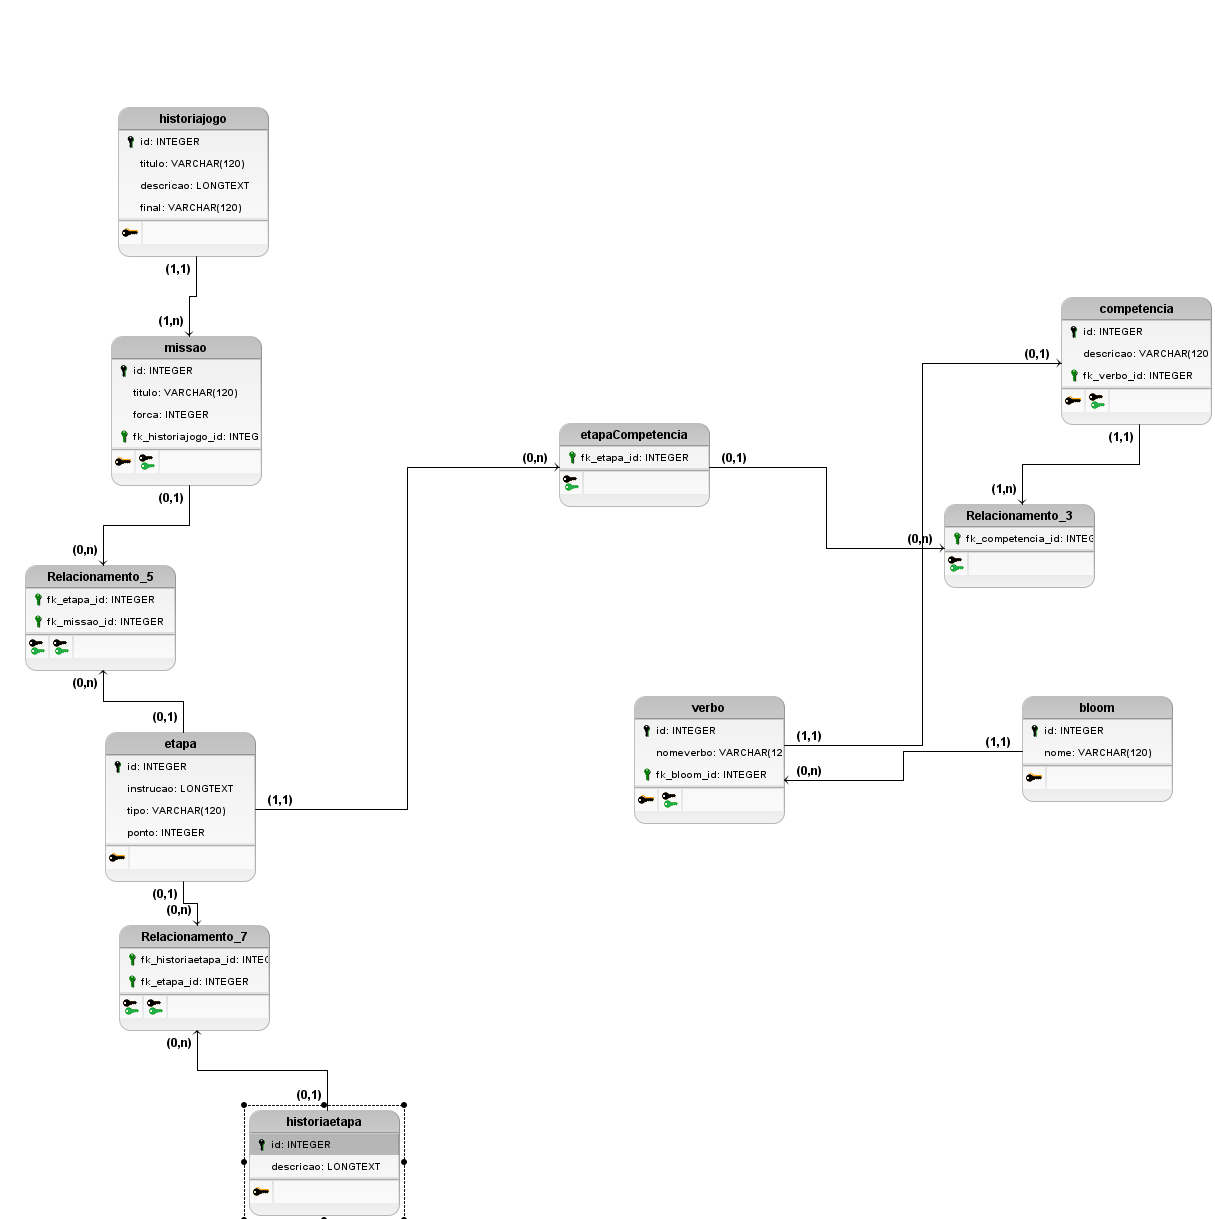 historiajogo
id: INTEGER
titulo: VARCHAR(120)
descricao: LONGTEXT
final: VARCHAR(120)
(1,1)
(1,n)
missao
id: INTEGER
titulo: VARCHAR(120)
forca: INTEGER
fk_historiajogo_id: INTEG
(0,1)
(0,n)
Relacionamento_5
fk_etapa_id: INTEGER
fk_missao_id: INTEGER
(0,n)
(0,1)
etapa
id: INTEGER
instrucao: LONGTEXT
tipo: VARCHAR(120)
ponto: INTEGER
(1,1)
(0,1)
(0,n)
Relacionamento_7
fk_historiaetapa_id: INTEG
fk_etapa_id: INTEGER
(0,n)
(0,1)
historiaetapa
id: INTEGER
descricao: LONGTEXT
(0,n)
etapaCompetencia
fk_etapa_id: INTEGER
(0,1)
(0,n)
(0,1)
competencia
id: INTEGER
descricao: VARCHAR(120
fk_verbo_id: INTEGER
(1,1)
(1,n)
Relacionamento_3
fk_competencia_id: INTEG
verbo
id: INTEGER
nomeverbo: VARCHAR(12
fk_bloom_id: INTEGER
(1,1)
(0,n)
(1,1)
bloom
id: INTEGER
nome: VARCHAR(120)